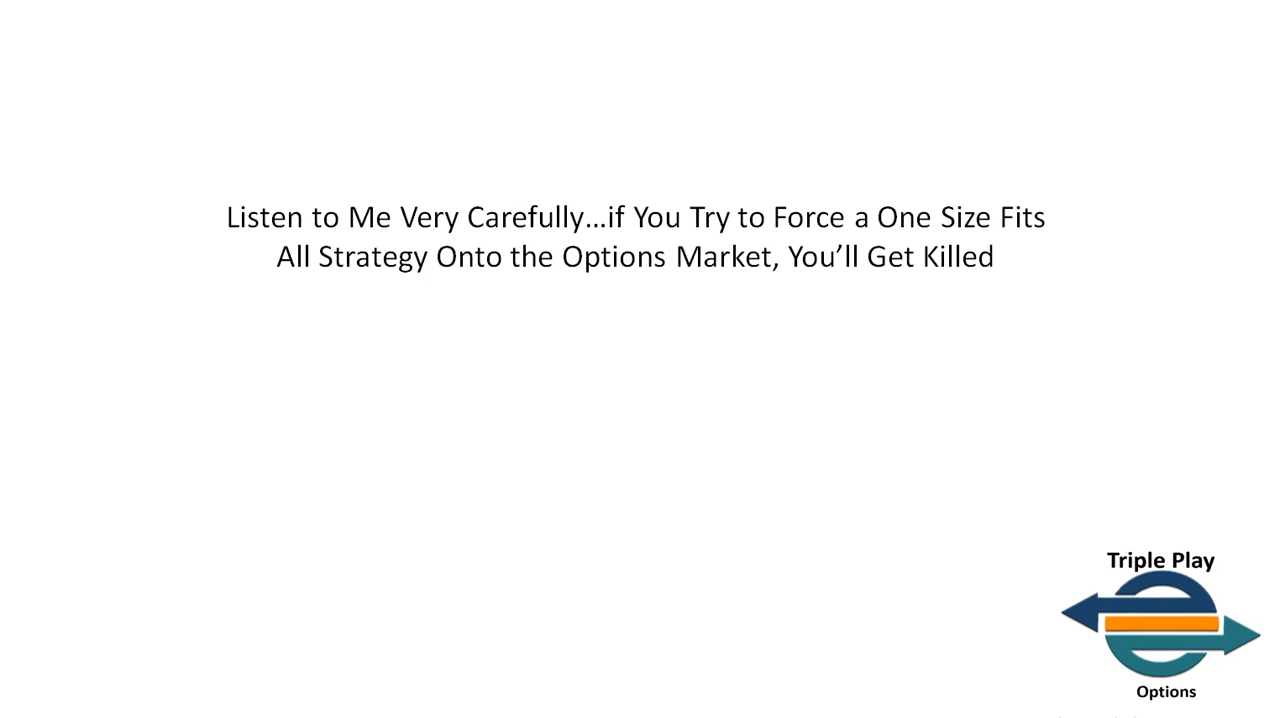 Listen to Me Very Carefully…if You Try to Force a One Size Fits
All Strategy Onto the Options Market, You’ll Get Killed
Triple Play
Options